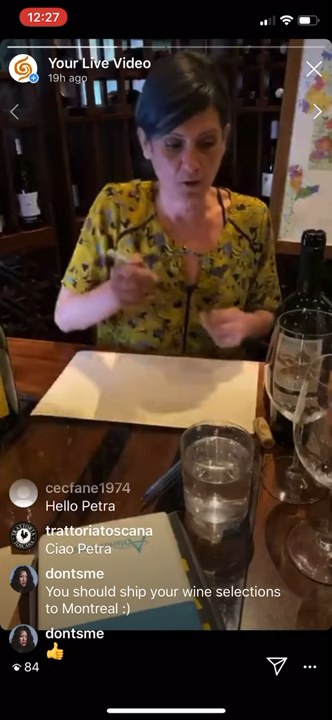 12:27
Your Live Video
19h ago
cecfane1974
Hello Petra
trattoriatoscana
Ciao Petra
dontsme
You should ship your wine selections
to Montreal :)
dontsme
👍
84